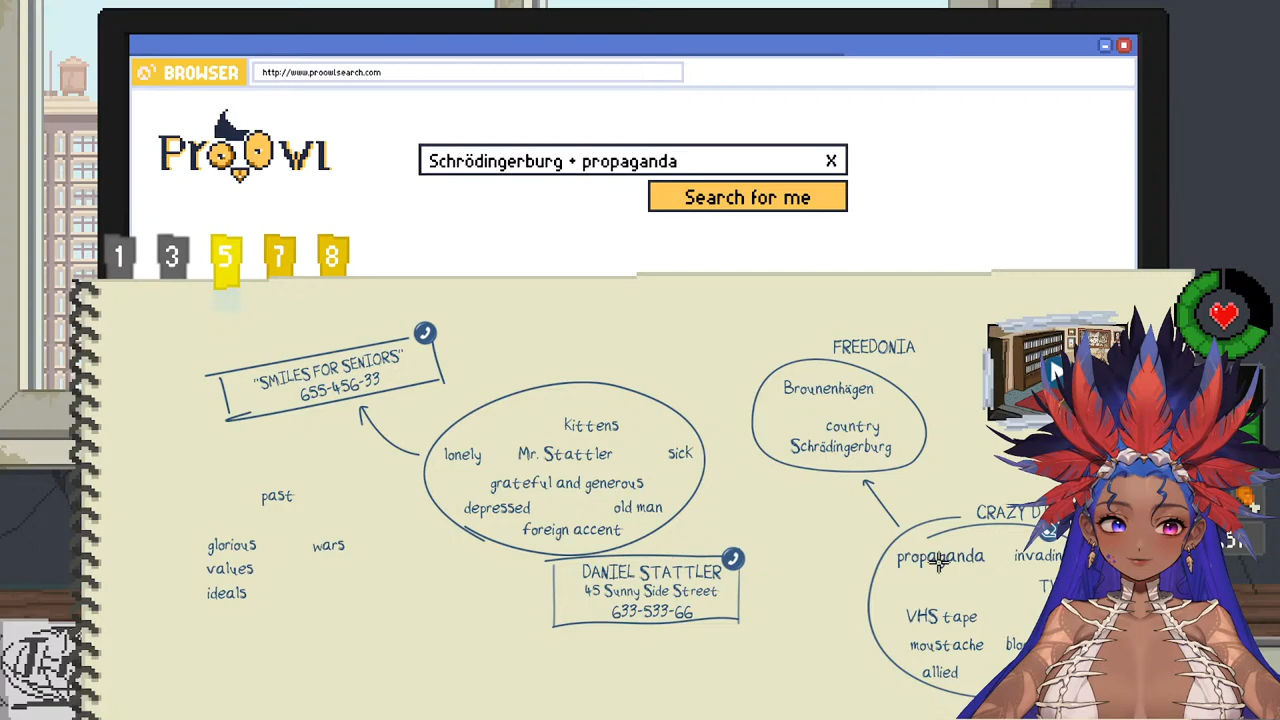 BROWSER
http://www.proowlsearch.com
PrOOwl
Schrödingerburg + propaganda X
Search for me
1 3 5 7 8
"SMILES FOR SENIORS"
655-456-33
kittens
lonely Mr. Stattler sick
grateful and generous
depressed old man
foreign accent
past
glorious wars
values
ideals
DANIEL STATTLER
45 Sunny Side Street
633-533-66
FREEDONIA
Brounenhägen
country
Schrödingerburg
CRAZY
propaganda
VHS tape
moustache
allied